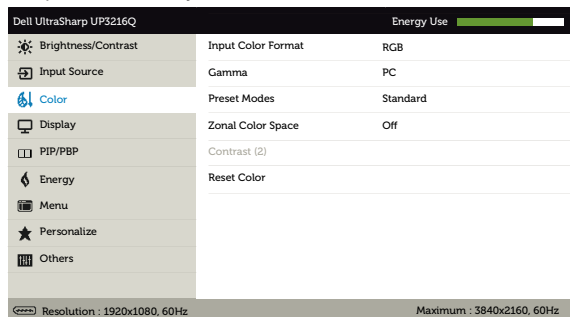 Dell UltraSharp UP3216Q Energy Use
Brightness/Contrast Input Color Format RGB
Input Source Gamma PC
Color Preset Modes Standard
Display Zonal Color Space Off
PIP/PBP Contrast (2)
Energy Reset Color
Menu
Personalize
Others
Resolution : 1920x1080, 60Hz Maximum : 3840x2160, 60Hz